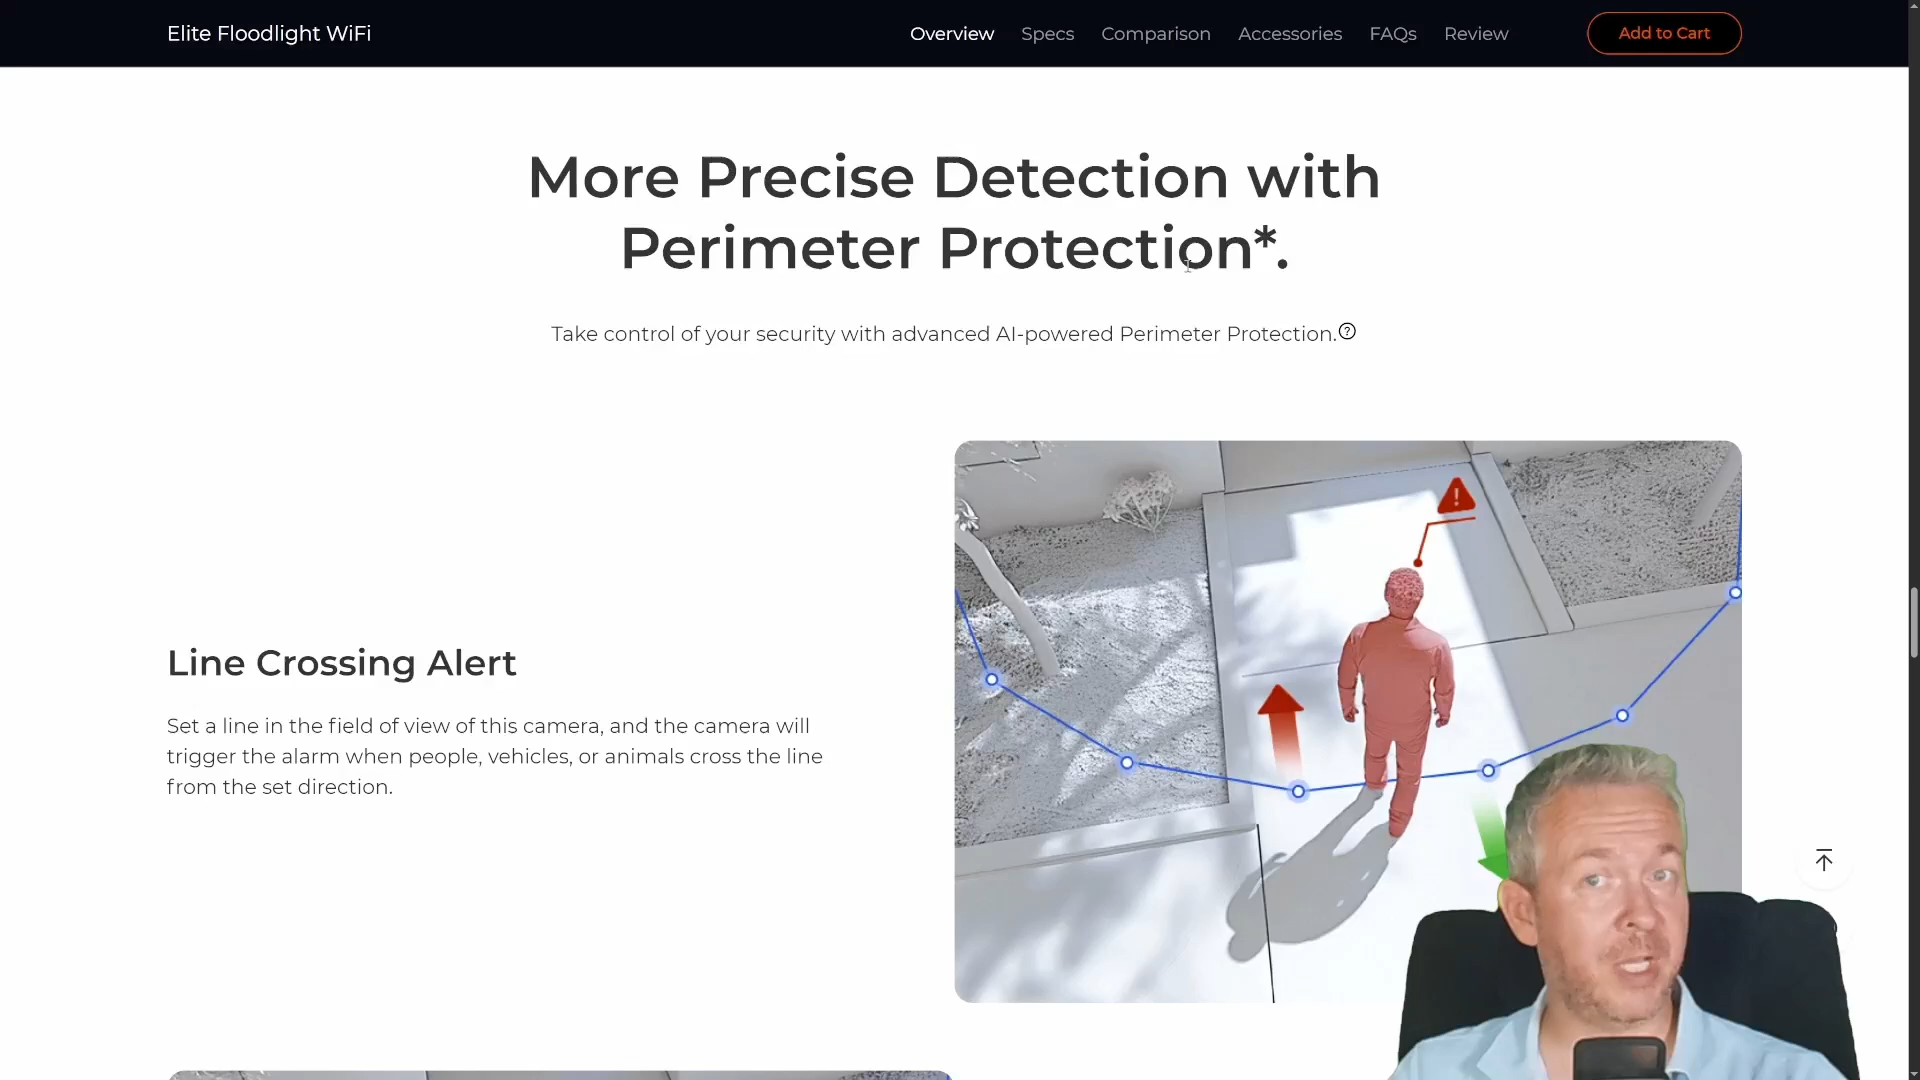 Elite Floodlight WiFi
Overview
Specs
Comparison
Accessories
FAQs
Review
Add to Cart
More Precise Detection with
Perimeter Protection*.
Take control of your security with advanced AI-powered Perimeter Protection.
Line Crossing Alert
Set a line in the field of view of this camera, and the camera will
trigger the alarm when people, vehicles, or animals cross the line
from the set direction.